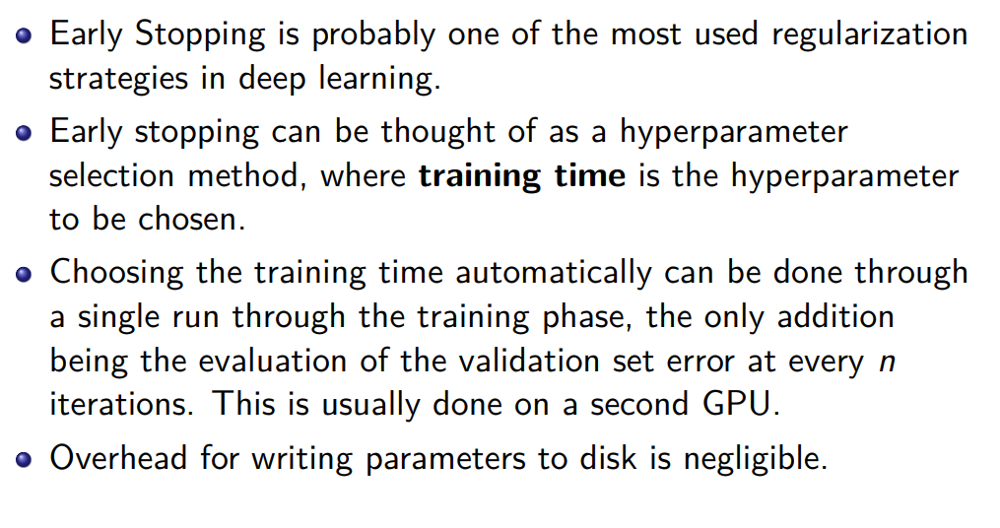 Early Stopping is probably one of the most used regularization
strategies in deep learning.
Early stopping can be thought of as a hyperparameter
selection method, where training time is the hyperparameter
to be chosen.
Choosing the training time automatically can be done through
a single run through the training phase, the only addition
being the evaluation of the validation set error at every n
iterations. This is usually done on a second GPU.
Overhead for writing parameters to disk is negligible.